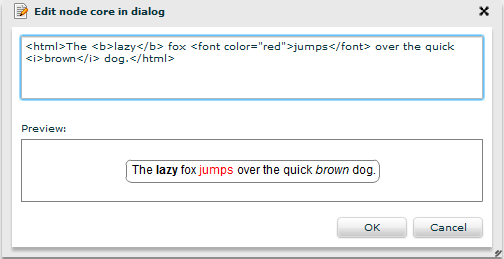 Edit node core in dialog
<html>The <b>lazy</b> fox <font color="red">jumps</font> over the quick
<i>brown</i> dog.</html>
Preview:
The lazy fox jumps over the quick brown dog.
OK Cancel